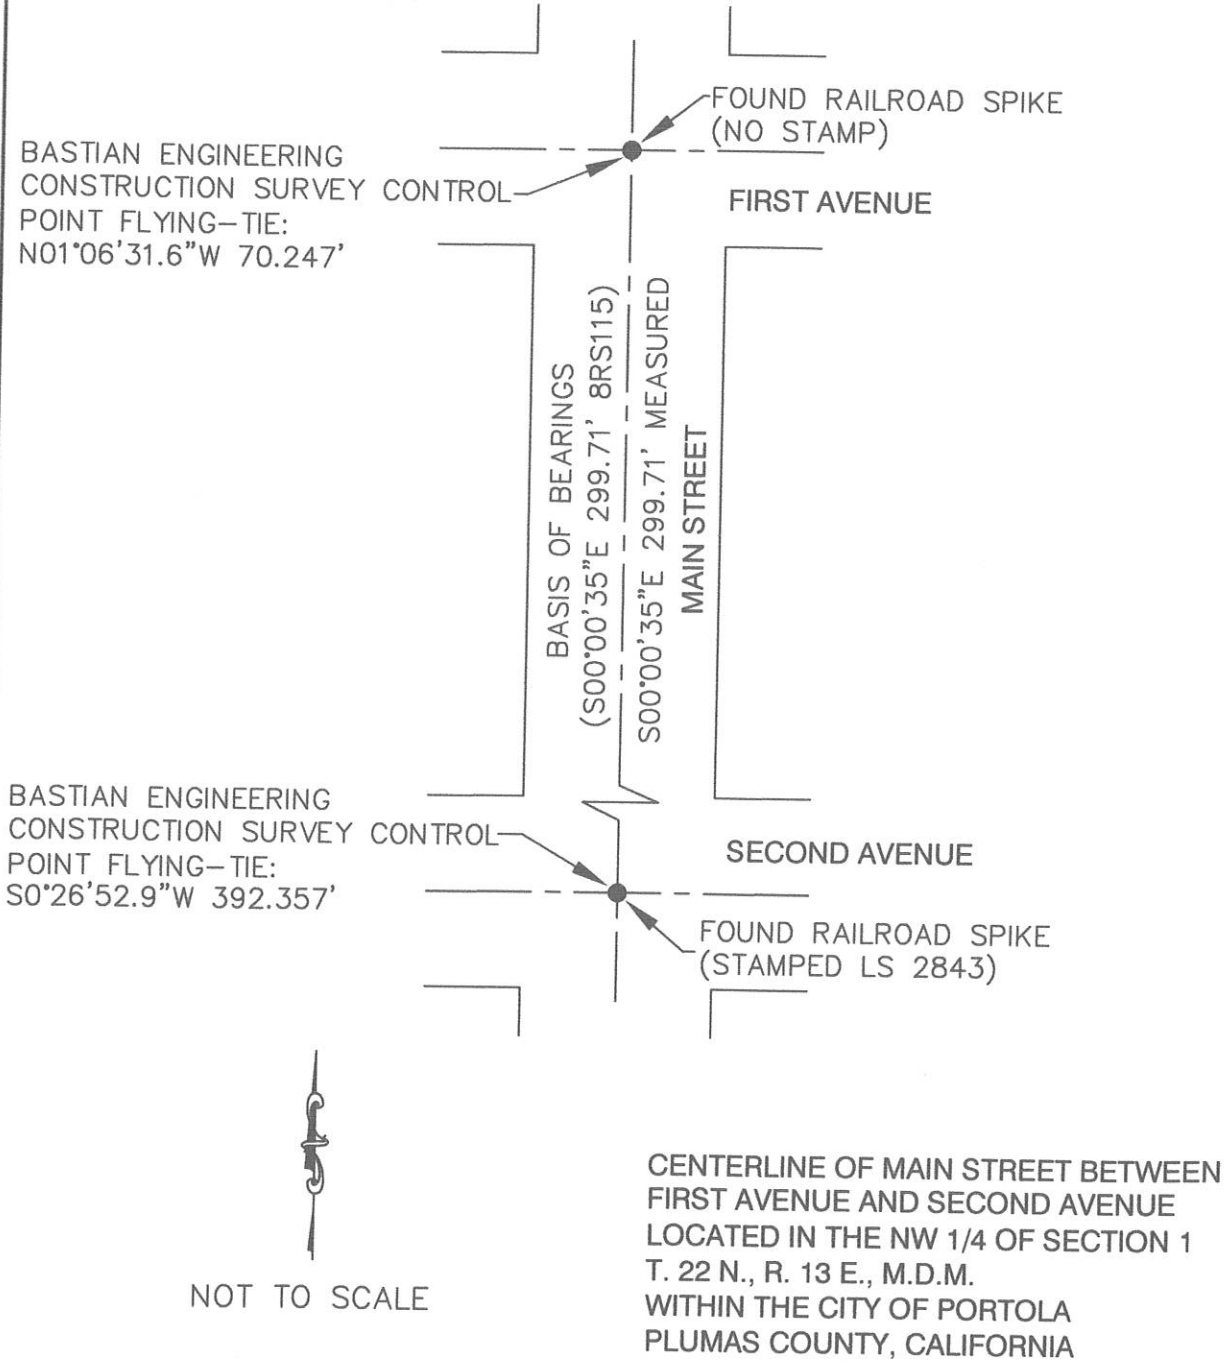 FOUND RAILROAD SPIKE
(NO STAMP)
BASTIAN ENGINEERING
CONSTRUCTION SURVEY CONTROL
POINT FLYING-TIE:
N01°06'31.6"W 70.247'
FIRST AVENUE
BASIS OF BEARINGS
(S00°00'35"E 299.71' 8RS115)
S00°00'35"E 299.71' MEASURED
MAIN STREET
BASTIAN ENGINEERING
CONSTRUCTION SURVEY CONTROL
POINT FLYING-TIE:
S0°26'52.9"W 392.357'
SECOND AVENUE
FOUND RAILROAD SPIKE
(STAMPED LS 2843)
NOT TO SCALE
CENTERLINE OF MAIN STREET BETWEEN
FIRST AVENUE AND SECOND AVENUE
LOCATED IN THE NW 1/4 OF SECTION 1
T. 22 N., R. 13 E., M.D.M.
WITHIN THE CITY OF PORTOLA
PLUMAS COUNTY, CALIFORNIA